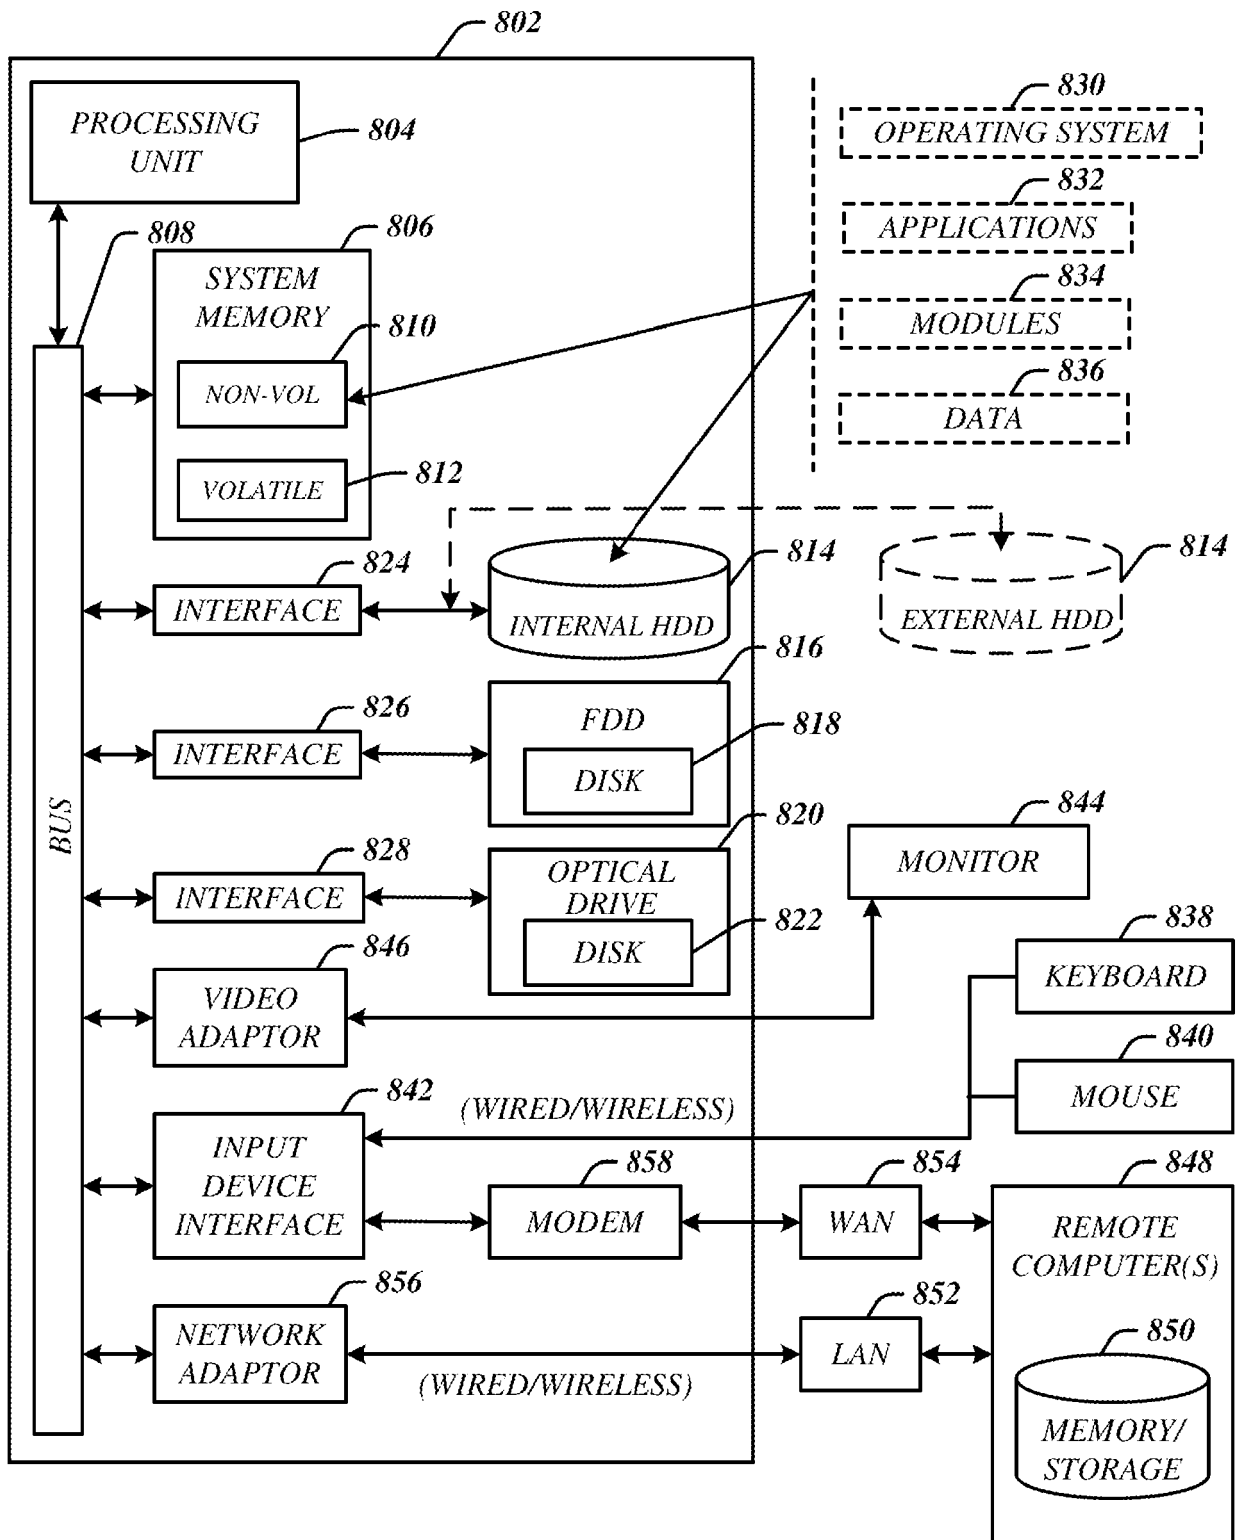 802
PROCESSING
UNIT
804
808
806
SYSTEM
MEMORY
810
NON-VOL
812
VOLATILE
830
OPERATING SYSTEM
832
APPLICATIONS
834
MODULES
836
DATA
824
INTERFACE
814
INTERNAL HDD
814
EXTERNAL HDD
816
826
INTERFACE
FDD
818
DISK
BUS
820
828
INTERFACE
OPTICAL
DRIVE
822
DISK
844
MONITOR
846
VIDEO
ADAPTOR
838
KEYBOARD
840
MOUSE
842
(WIRED/WIRELESS)
INPUT
DEVICE
INTERFACE
858
MODEM
854
WAN
848
REMOTE
COMPUTER(S)
856
NETWORK
ADAPTOR
(WIRED/WIRELESS)
852
LAN
850
MEMORY/
STORAGE